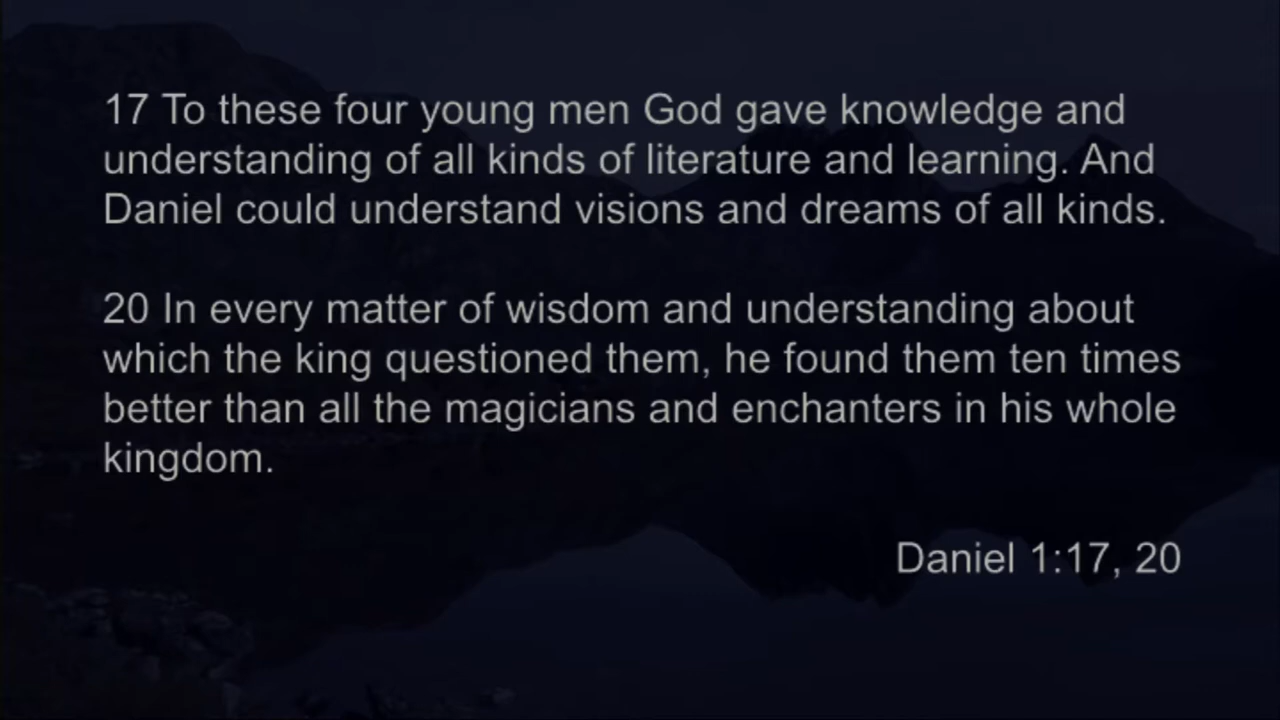 17 To these four young men God gave knowledge and
understanding of all kinds of literature and learning. And
Daniel could understand visions and dreams of all kinds.
20 In every matter of wisdom and understanding about
which the king questioned them, he found them ten times
better than all the magicians and enchanters in his whole
kingdom.
Daniel 1:17, 20